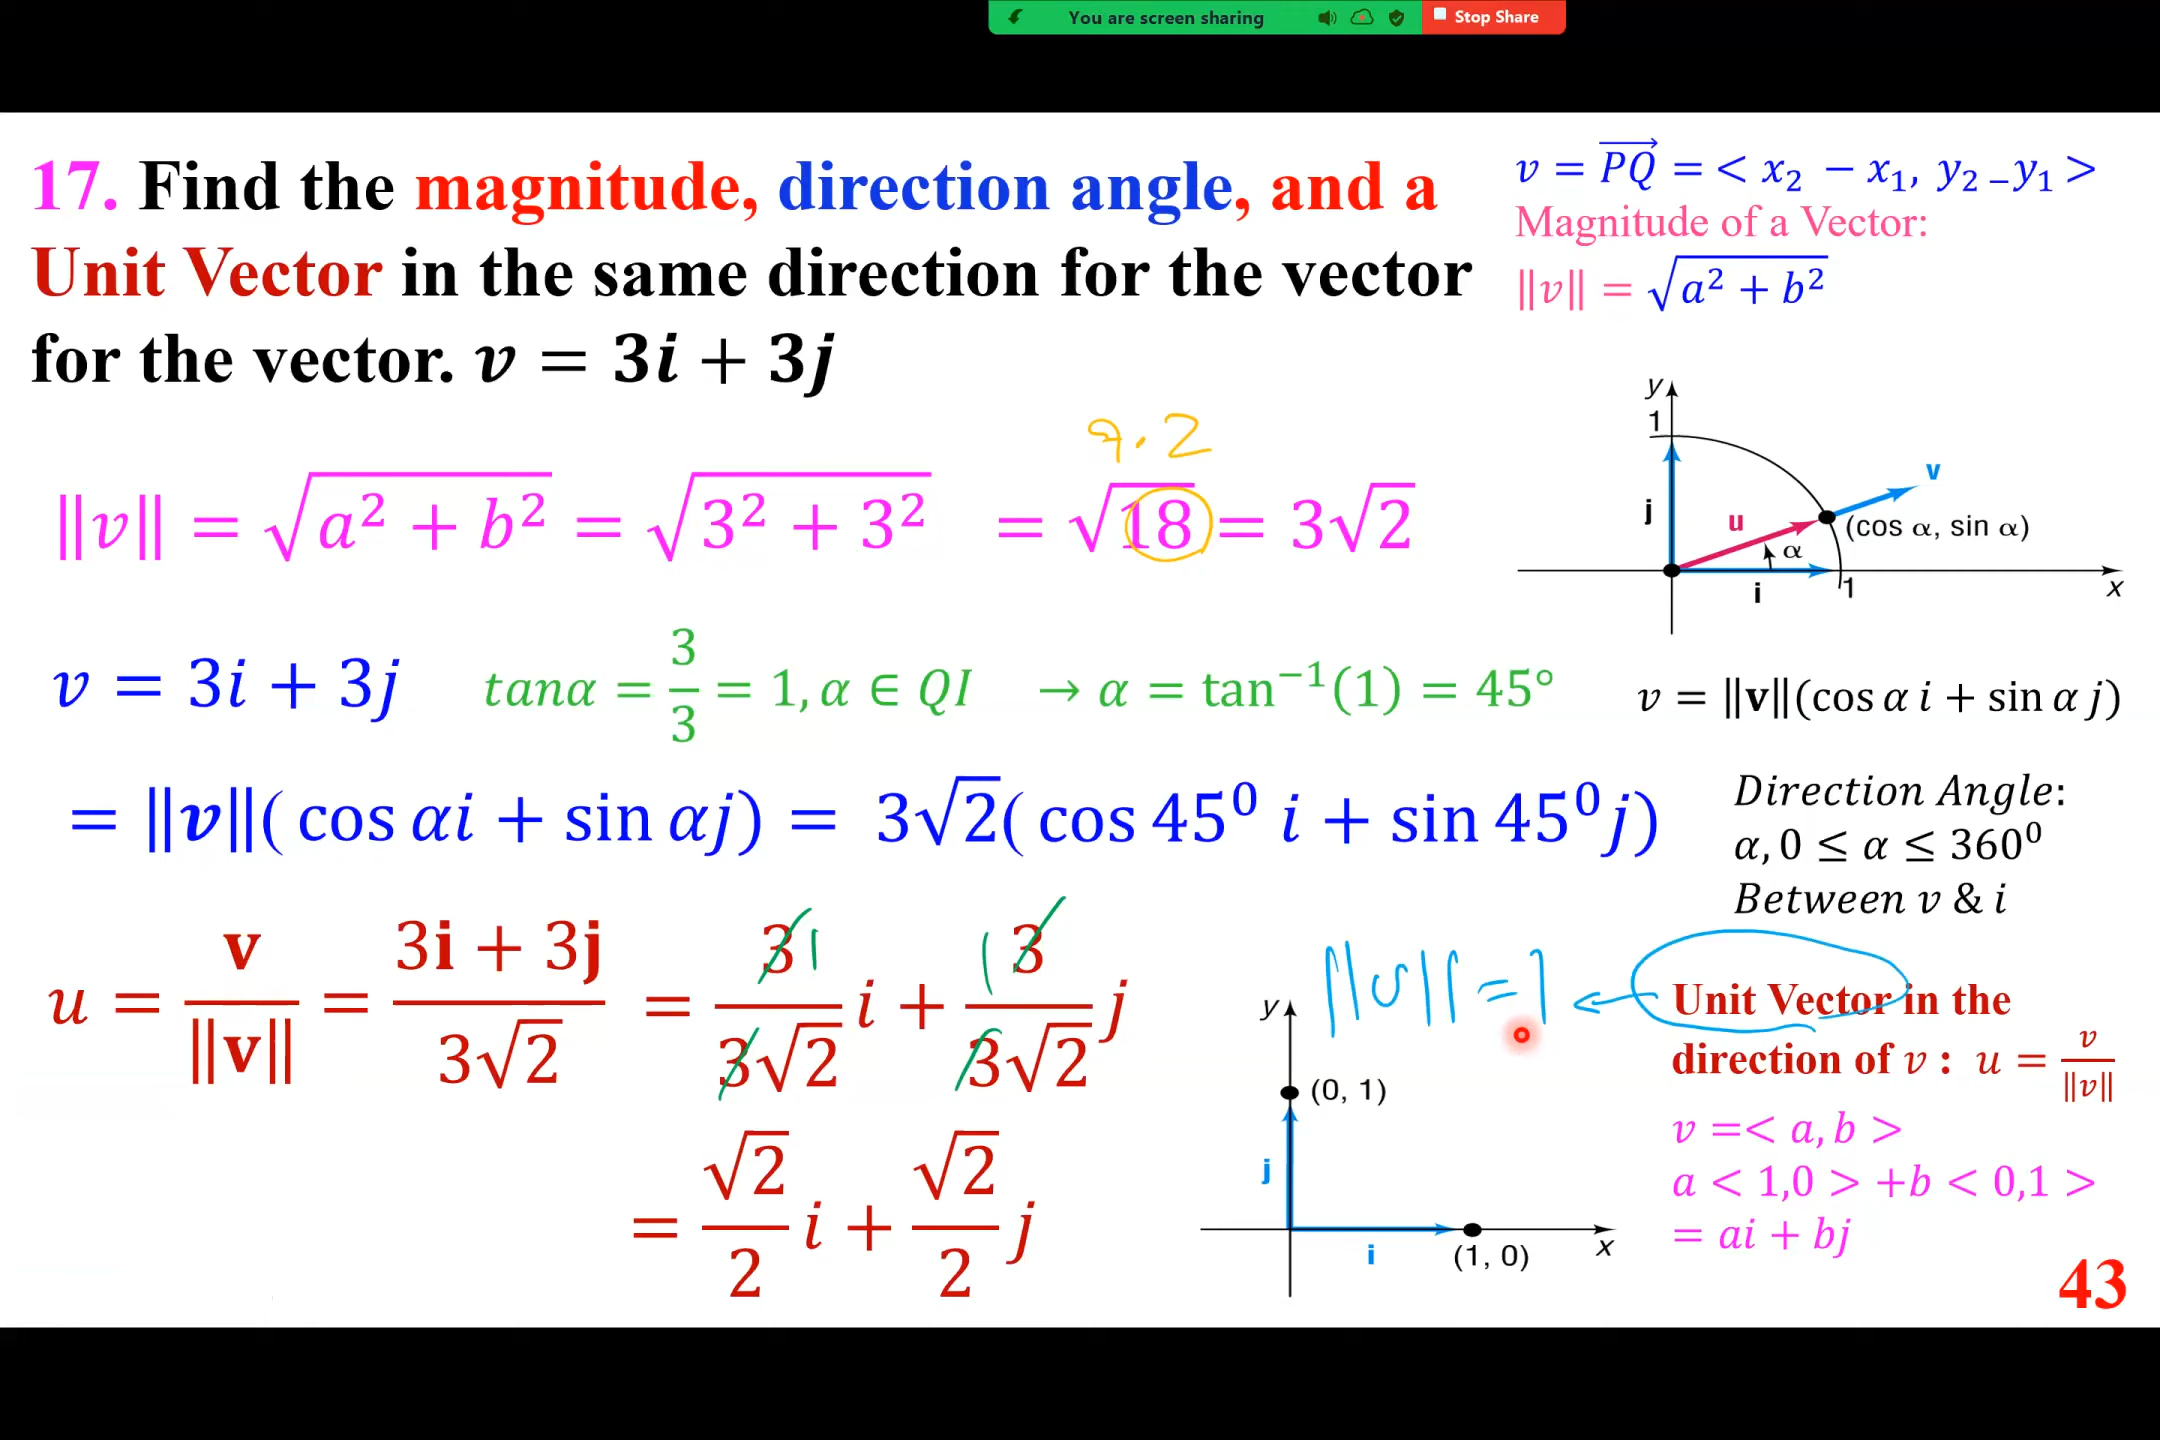 You are screen sharing
Stop Share
17. Find the magnitude, direction angle, and a
Unit Vector in the same direction for the vector
for the vector. v = 3i + 3j
v = PQ⃗ = < x₂ − x₁, y₂ − y₁ >
Magnitude of a Vector:
‖v‖ = √(a² + b²)
9·2
‖v‖ = √(a² + b²) = √(3² + 3²) = √18 = 3√2
y
1
j
u
v
α
(cos α, sin α)
i
1
x
v = 3i + 3j
tanα = 3/3 = 1, α ∈ QI → α = tan⁻¹(1) = 45°
v = ‖v‖(cos α i + sin α j)
= ‖v‖( cos αi + sin αj) = 3√2( cos 45⁰ i + sin 45⁰j)
Direction Angle:
α, 0 ≤ α ≤ 360⁰
Between v & i
u = v/‖v‖ = (3i + 3j)/(3√2) = 3/(3√2) i + 3/(3√2) j
1
1
= √2/2 i + √2/2 j
‖v‖ = 1 ←
Unit Vector in the
direction of v : u = v/‖v‖
v =< a, b >
a < 1,0 > +b < 0,1 >
= ai + bj
y
(0, 1)
j
i
(1, 0)
x
43